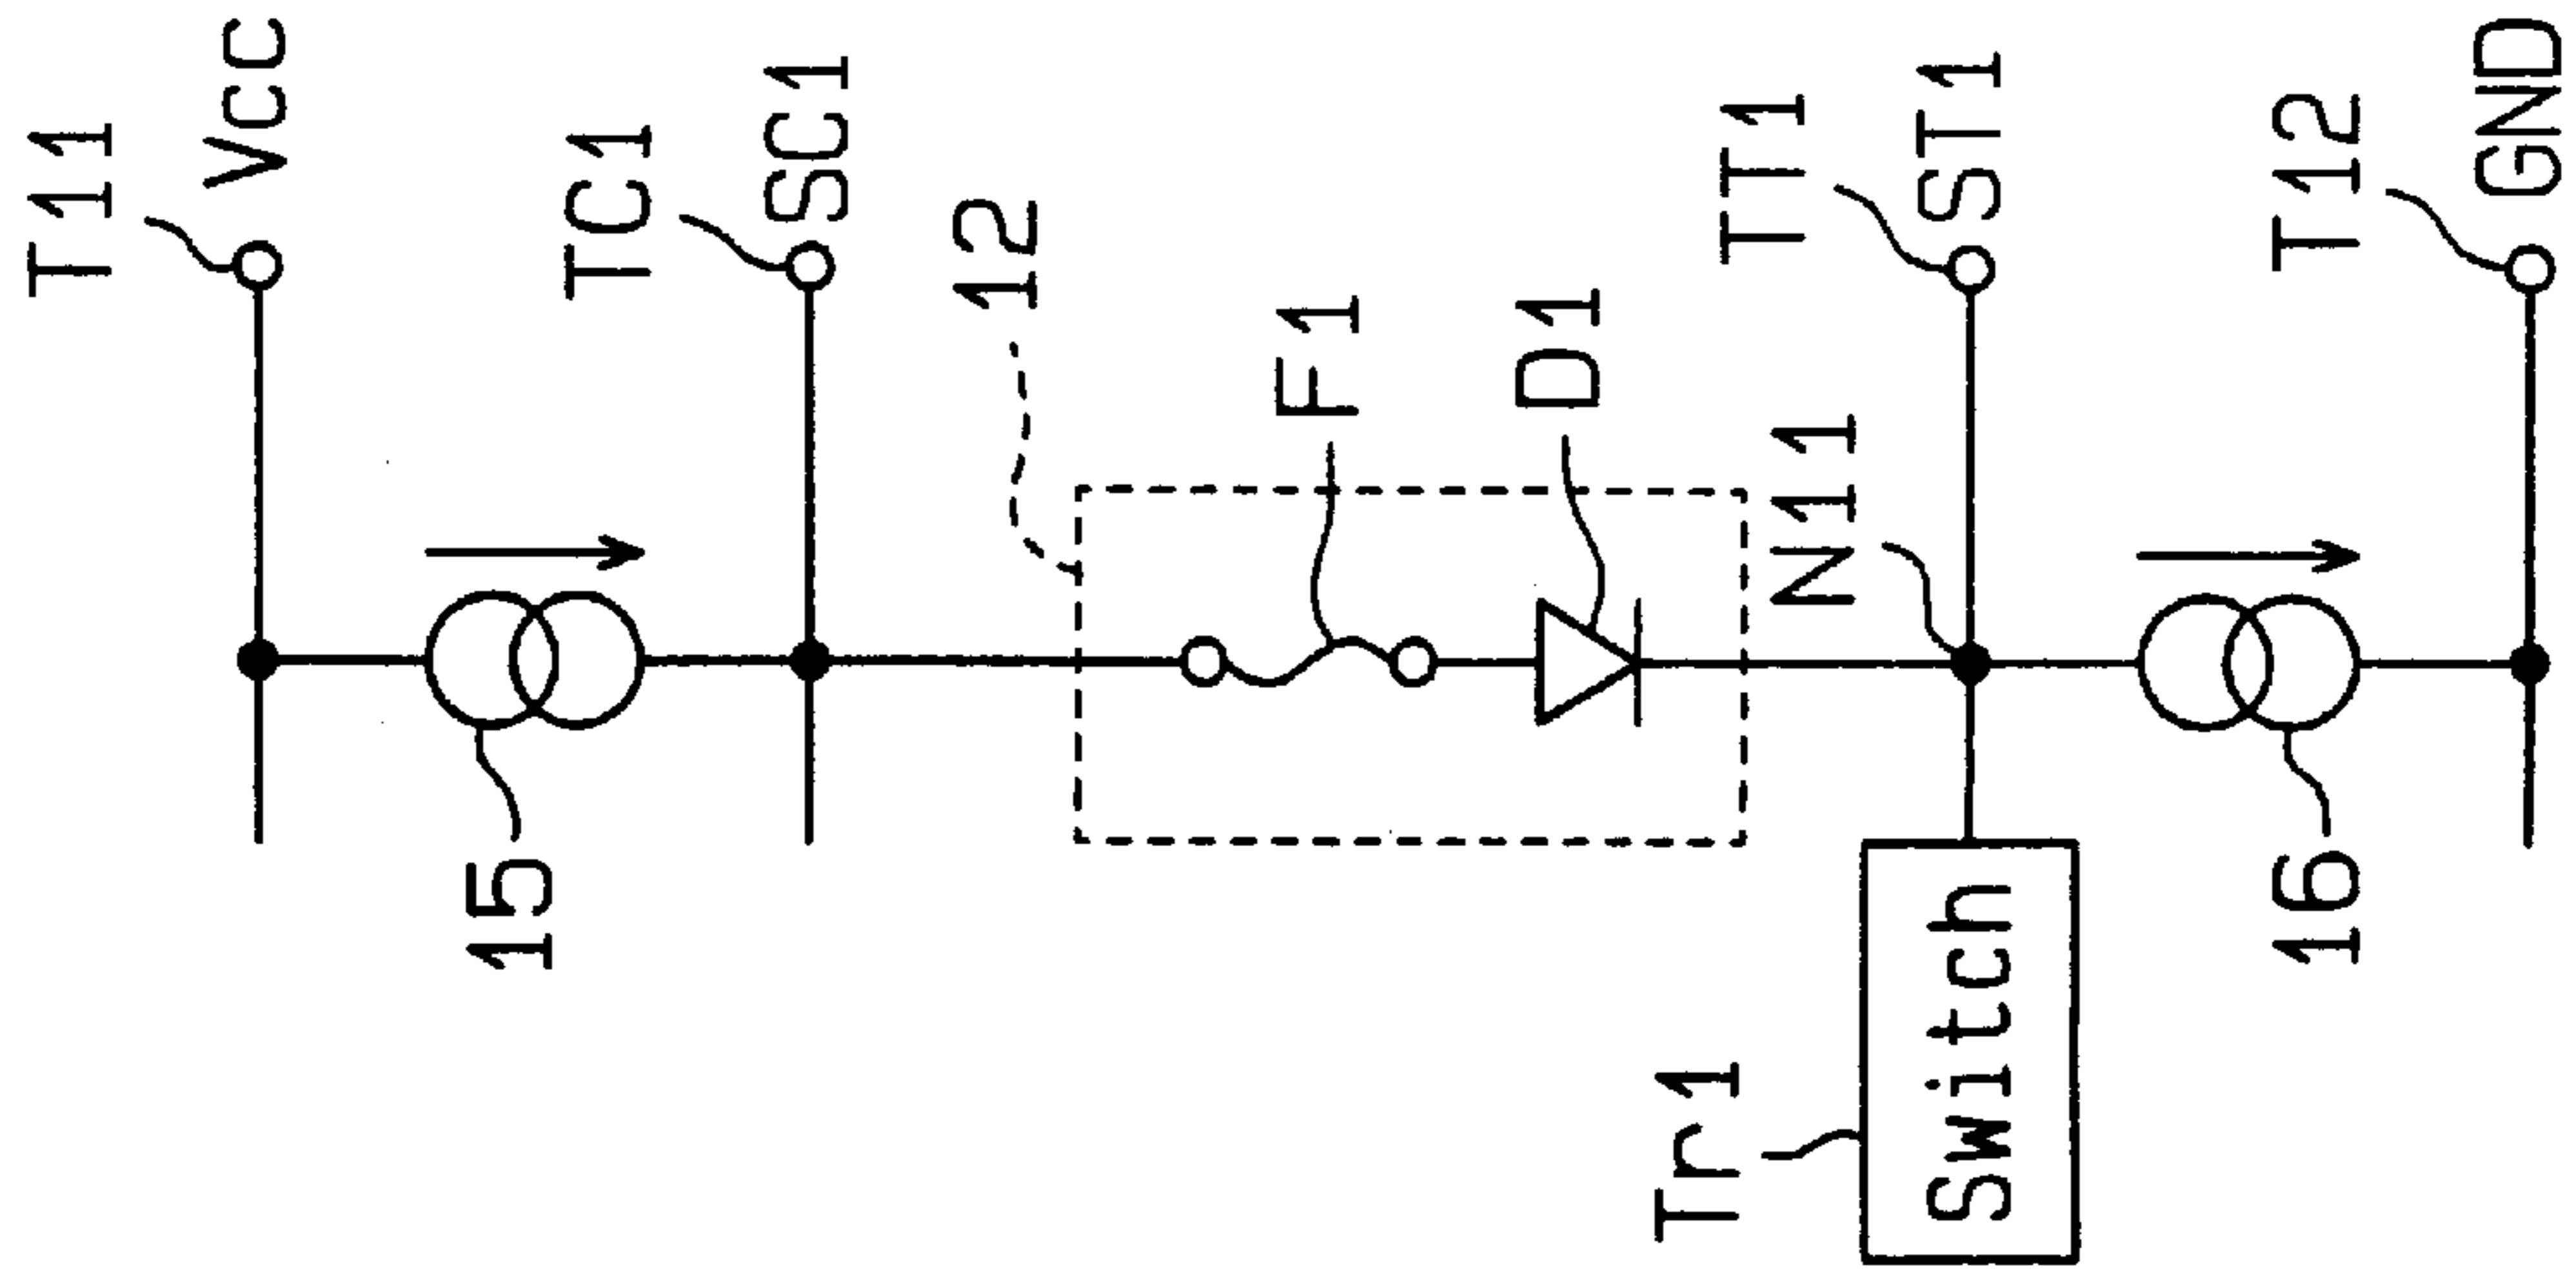 T11
Vcc
15
TC1
SC1
12
F1
D1
Tr1
TT1
N11
Switch
ST1
16
T12
GND